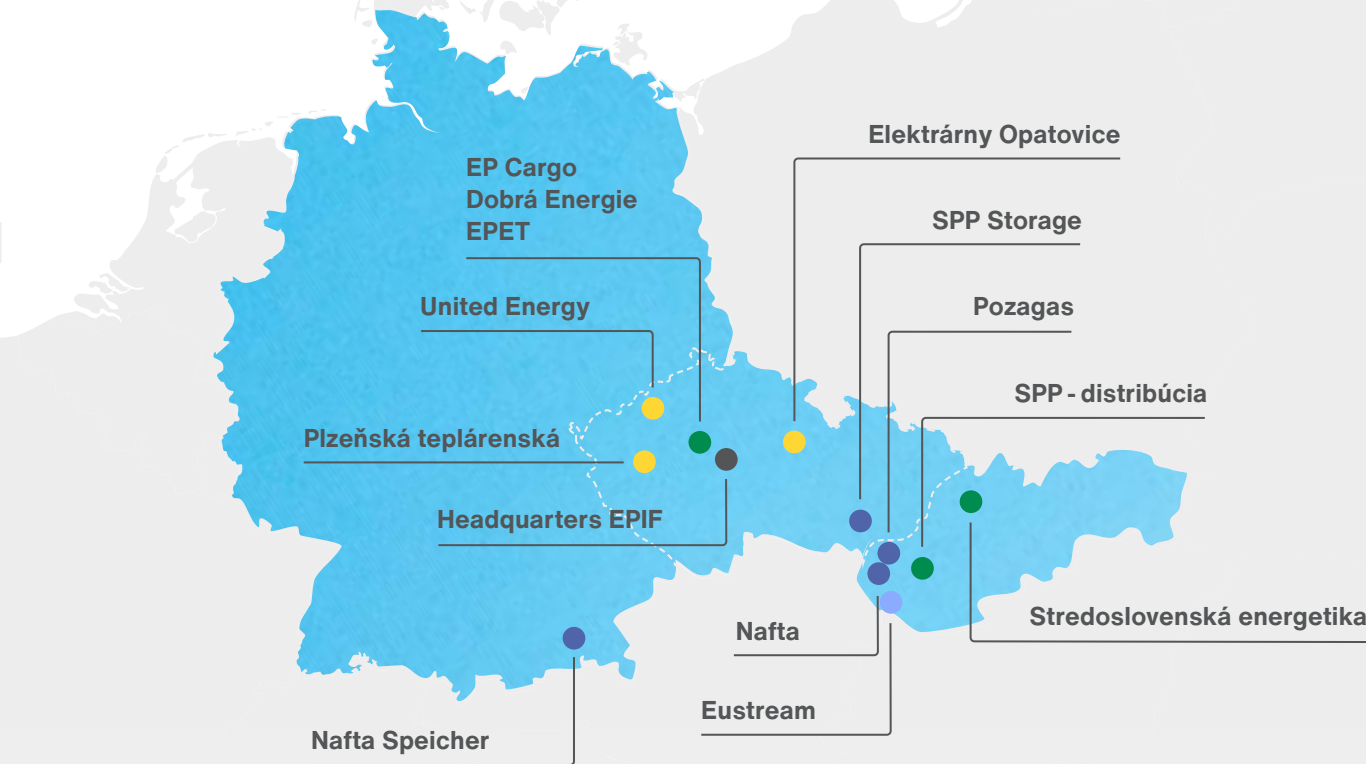 Elektrárny Opatovice
EP Cargo
Dobrá Energie
EPET
SPP Storage
United Energy
Pozagas
SPP - distribúcia
Plzeňská teplárenská
Headquarters EPIF
Nafta
Stredoslovenská energetika
Eustream
Nafta Speicher